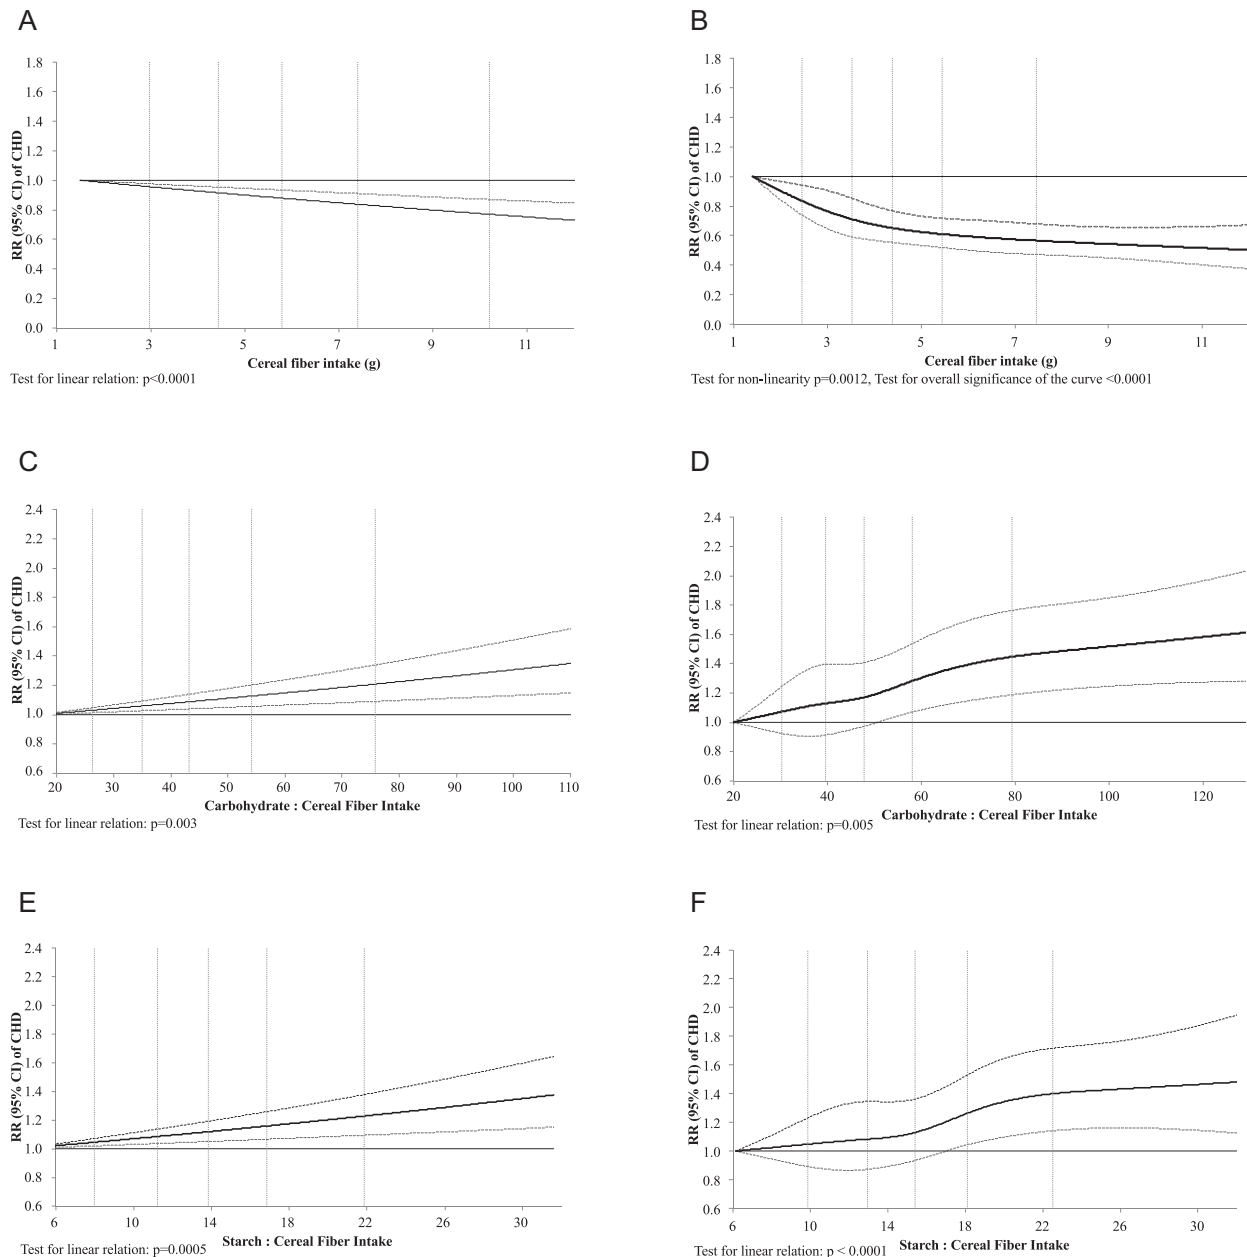 A
1.8
1.6
1.4
1.2
1.0
0.8
0.6
0.4
0.2
0.0
RR (95% CI) of CHD
1 3 5 7 9 11
Cereal fiber intake (g)
Test for linear relation: p<0.0001
B
1.8
1.6
1.4
1.2
1.0
0.8
0.6
0.4
0.2
0.0
RR (95% CI) of CHD
1 3 5 7 9 11
Cereal fiber intake (g)
Test for non-linearity p=0.0012, Test for overall significance of the curve <0.0001
C
2.4
2.2
2.0
1.8
1.6
1.4
1.2
1.0
0.8
0.6
RR (95% CI) of CHD
20 30 40 50 60 70 80 90 100 110
Carbohydrate : Cereal Fiber Intake
Test for linear relation: p=0.003
D
2.4
2.2
2.0
1.8
1.6
1.4
1.2
1.0
0.8
0.6
RR (95% CI) of CHD
20 40 60 80 100 120
Carbohydrate : Cereal Fiber Intake
Test for linear relation: p=0.005
E
2.4
2.2
2.0
1.8
1.6
1.4
1.2
1.0
0.8
0.6
RR (95% CI) of CHD
6 10 14 18 22 26 30
Starch : Cereal Fiber Intake
Test for linear relation: p=0.0005
F
2.4
2.2
2.0
1.8
1.6
1.4
1.2
1.0
0.8
0.6
RR (95% CI) of CHD
6 10 14 18 22 26 30
Starch : Cereal Fiber Intake
Test for linear relation: p < 0.0001